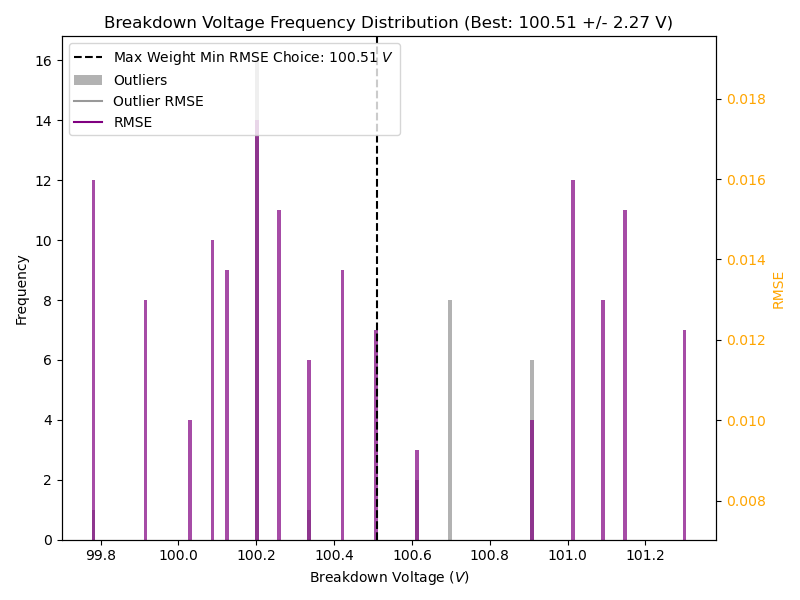 Breakdown Voltage Frequency Distribution (Best: 100.51 +/- 2.27 V)
Max Weight Min RMSE Choice: 100.51 V
Outliers
Outlier RMSE
RMSE
16
14
12
10
8
6
4
2
0
Frequency
0.018
0.016
0.014
0.012
0.010
0.008
RMSE
99.8 100.0 100.2 100.4 100.6 100.8 101.0 101.2
Breakdown Voltage (V)